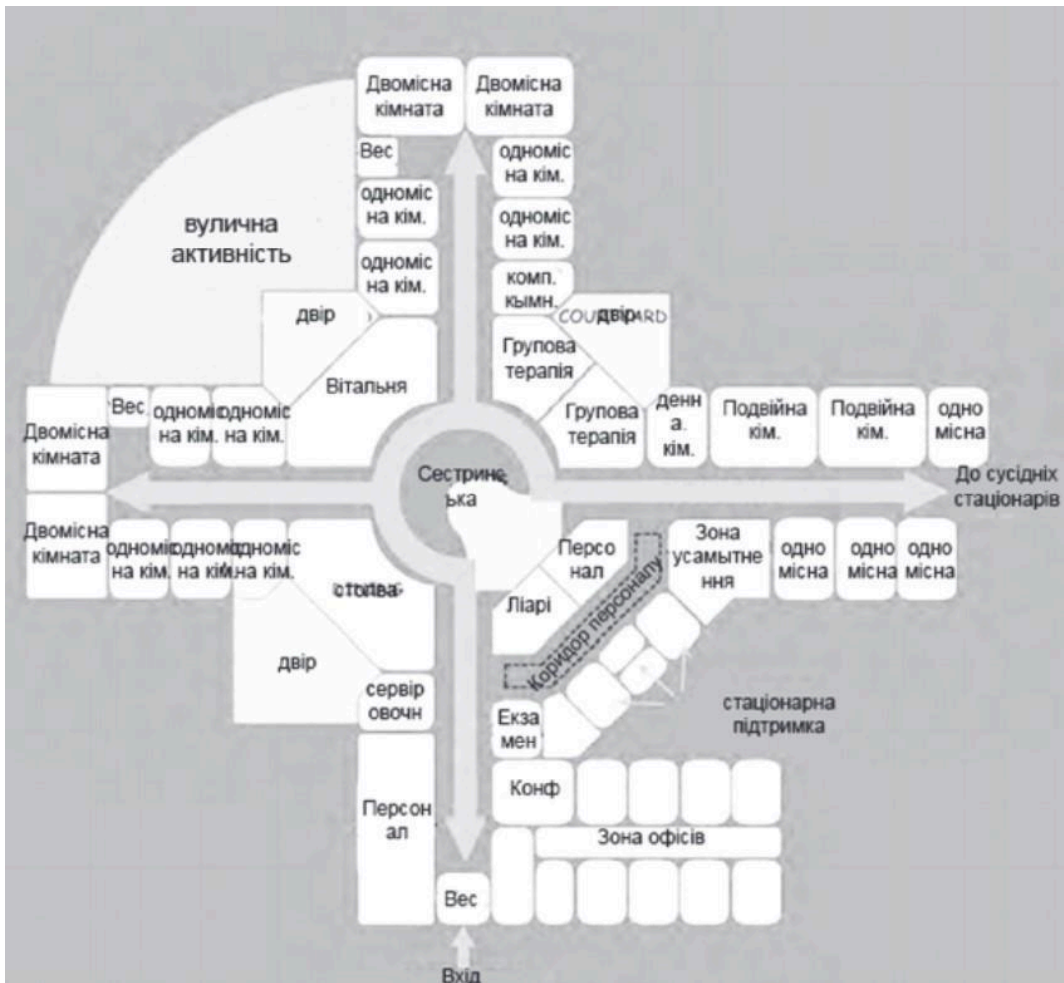 Двомісна
кімната
Двомісна
кімната
Вес
одноміс
на кім.
одноміс
на кім.
одноміс
на кім.
одноміс
на кім.
комп.
кымн.
вулична
активність
двір
двір
Групова
терапія
Вітальня
Групова
терапія
денн
а.
кім.
Подвійна
кім.
Подвійна
кім.
одно
місна
Двомісна
кімната
Вес
одноміс
на кім.
одноміс
на кім.
Сестринс
ька
До сусідніх
стаціонарів
Двомісна
кімната
одноміс
на кім.
одноміс
на кім.
одноміс
на кім.
Персо
нал
Зона
усамытне
ння
одно
місна
одно
місна
одно
місна
Ліарі
Коридор персоналу
двір
сервір
овочн
Екза
мен
стаціонарна
підтримка
Персон
ал
Конф
Зона офісів
Вес
Вхід